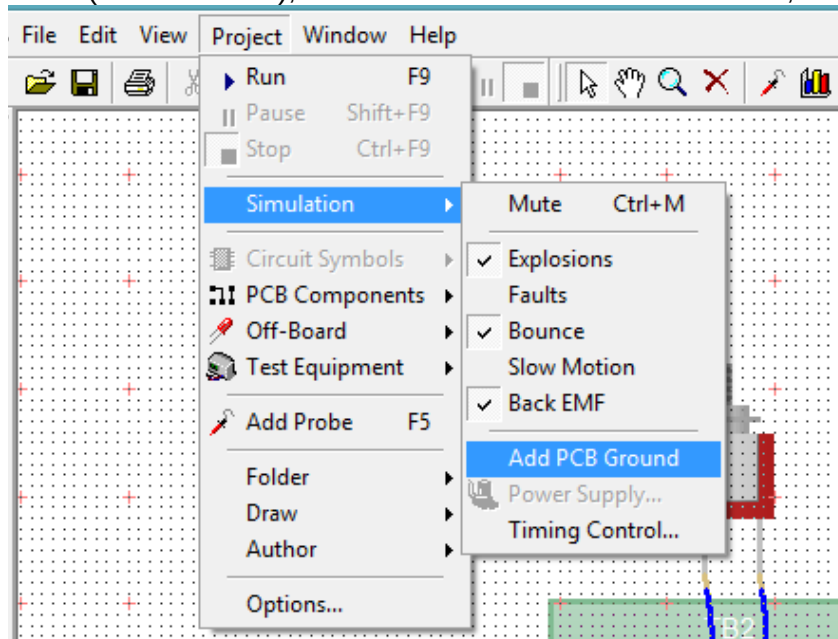 File Edit View Project Window Help
Run F9
Pause Shift+F9
Stop Ctrl+F9
Simulation
Mute Ctrl+M
Circuit Symbols
Explosions
PCB Components
Faults
Off-Board
Bounce
Test Equipment
Slow Motion
Back EMF
Add Probe F5
Add PCB Ground
Folder
Power Supply...
Draw
Timing Control...
Author
Options...
TB2